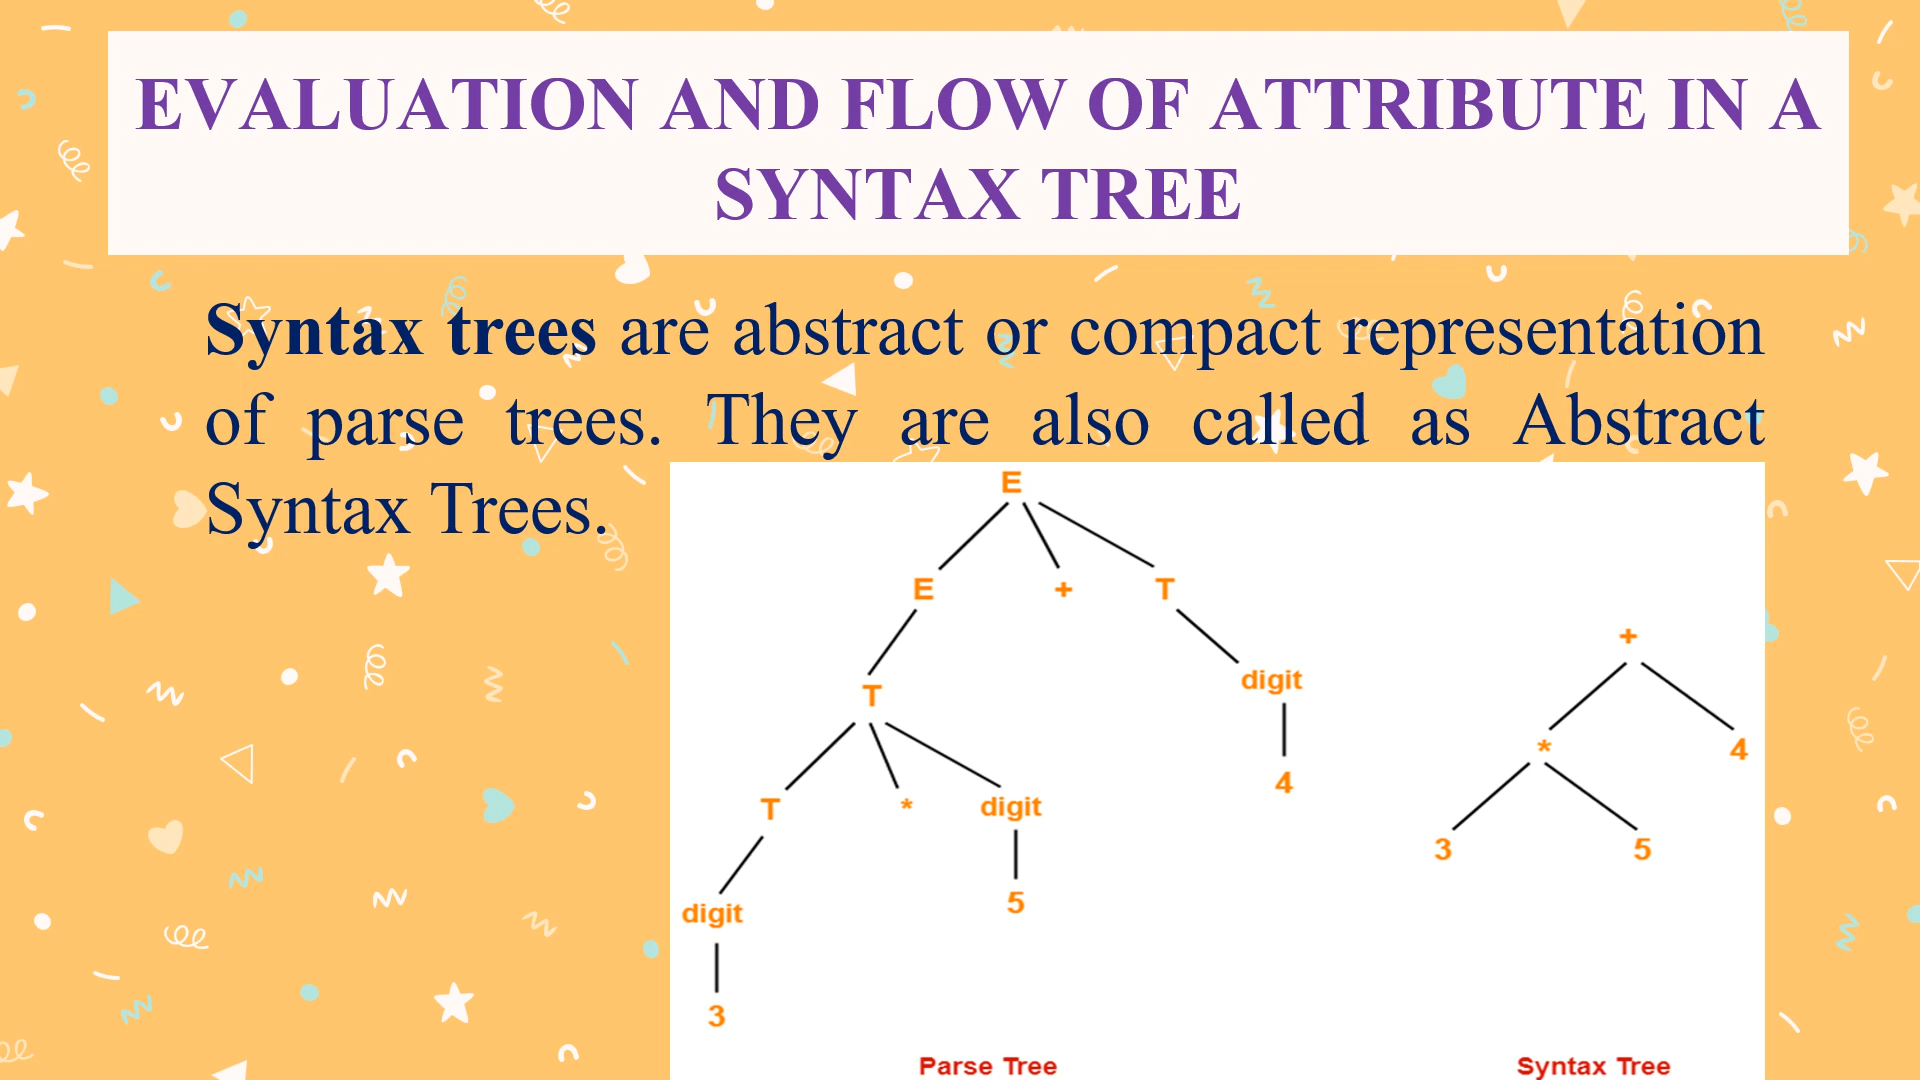 EVALUATION AND FLOW OF ATTRIBUTE IN A
SYNTAX TREE
Syntax trees are abstract or compact representation
of parse trees. They are also called as Abstract
Syntax Trees.
E
E + T
T
digit
T * digit
4
digit
5
3
+
* 4
3 5
Parse Tree
Syntax Tree